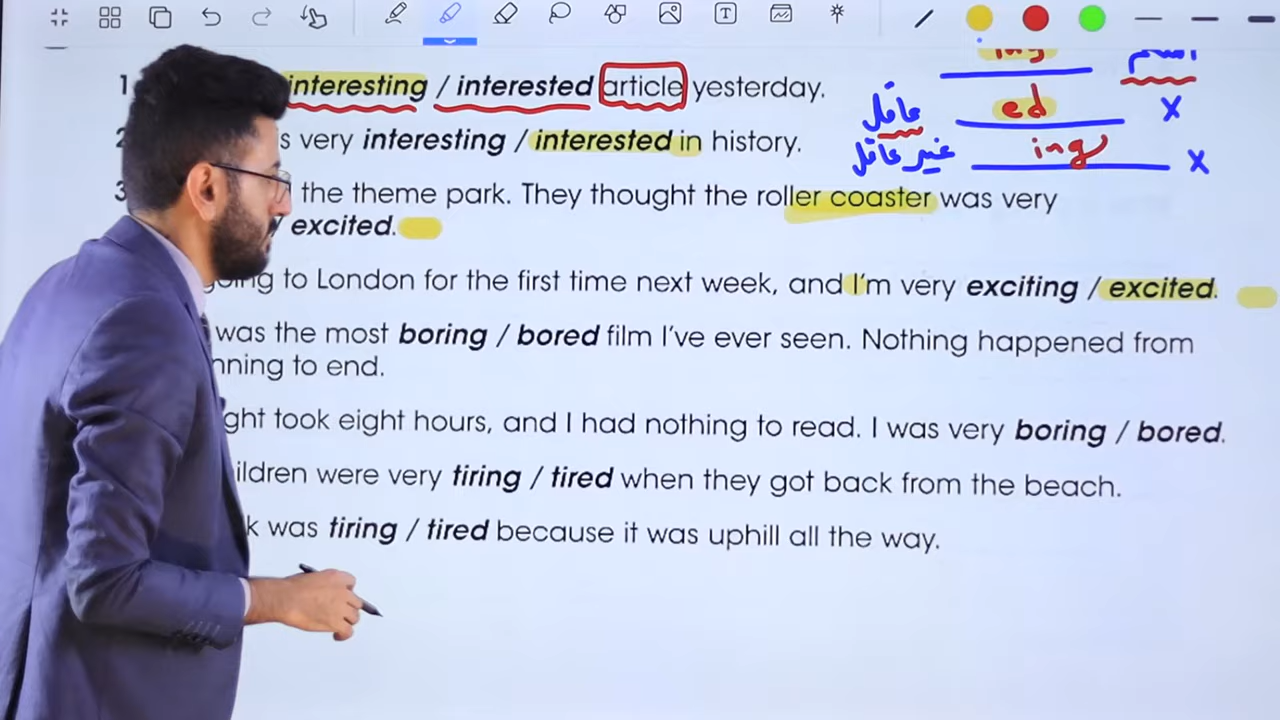 ing اسم
1 interesting / interested article yesterday.
عاقل ed x
s very interesting / interested in history.
غير عاقل ing x
3 the theme park. They thought the roller coaster was very
/ excited.
to London for the first time next week, and I'm very exciting / excited.
was the most boring / bored film I've ever seen. Nothing happened from
nning to end.
ght took eight hours, and I had nothing to read. I was very boring / bored.
ildren were very tiring / tired when they got back from the beach.
k was tiring / tired because it was uphill all the way.